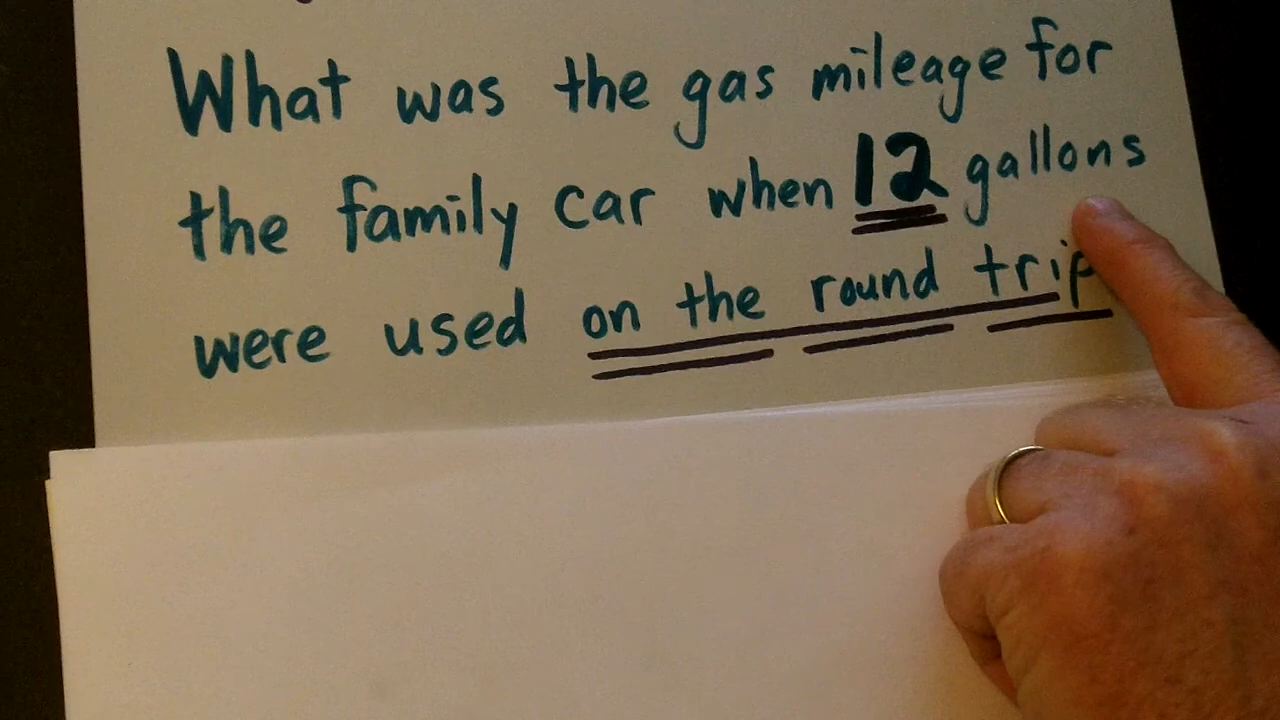 What was the gas mileage for
the family car when 12 gallons
were used on the round trip